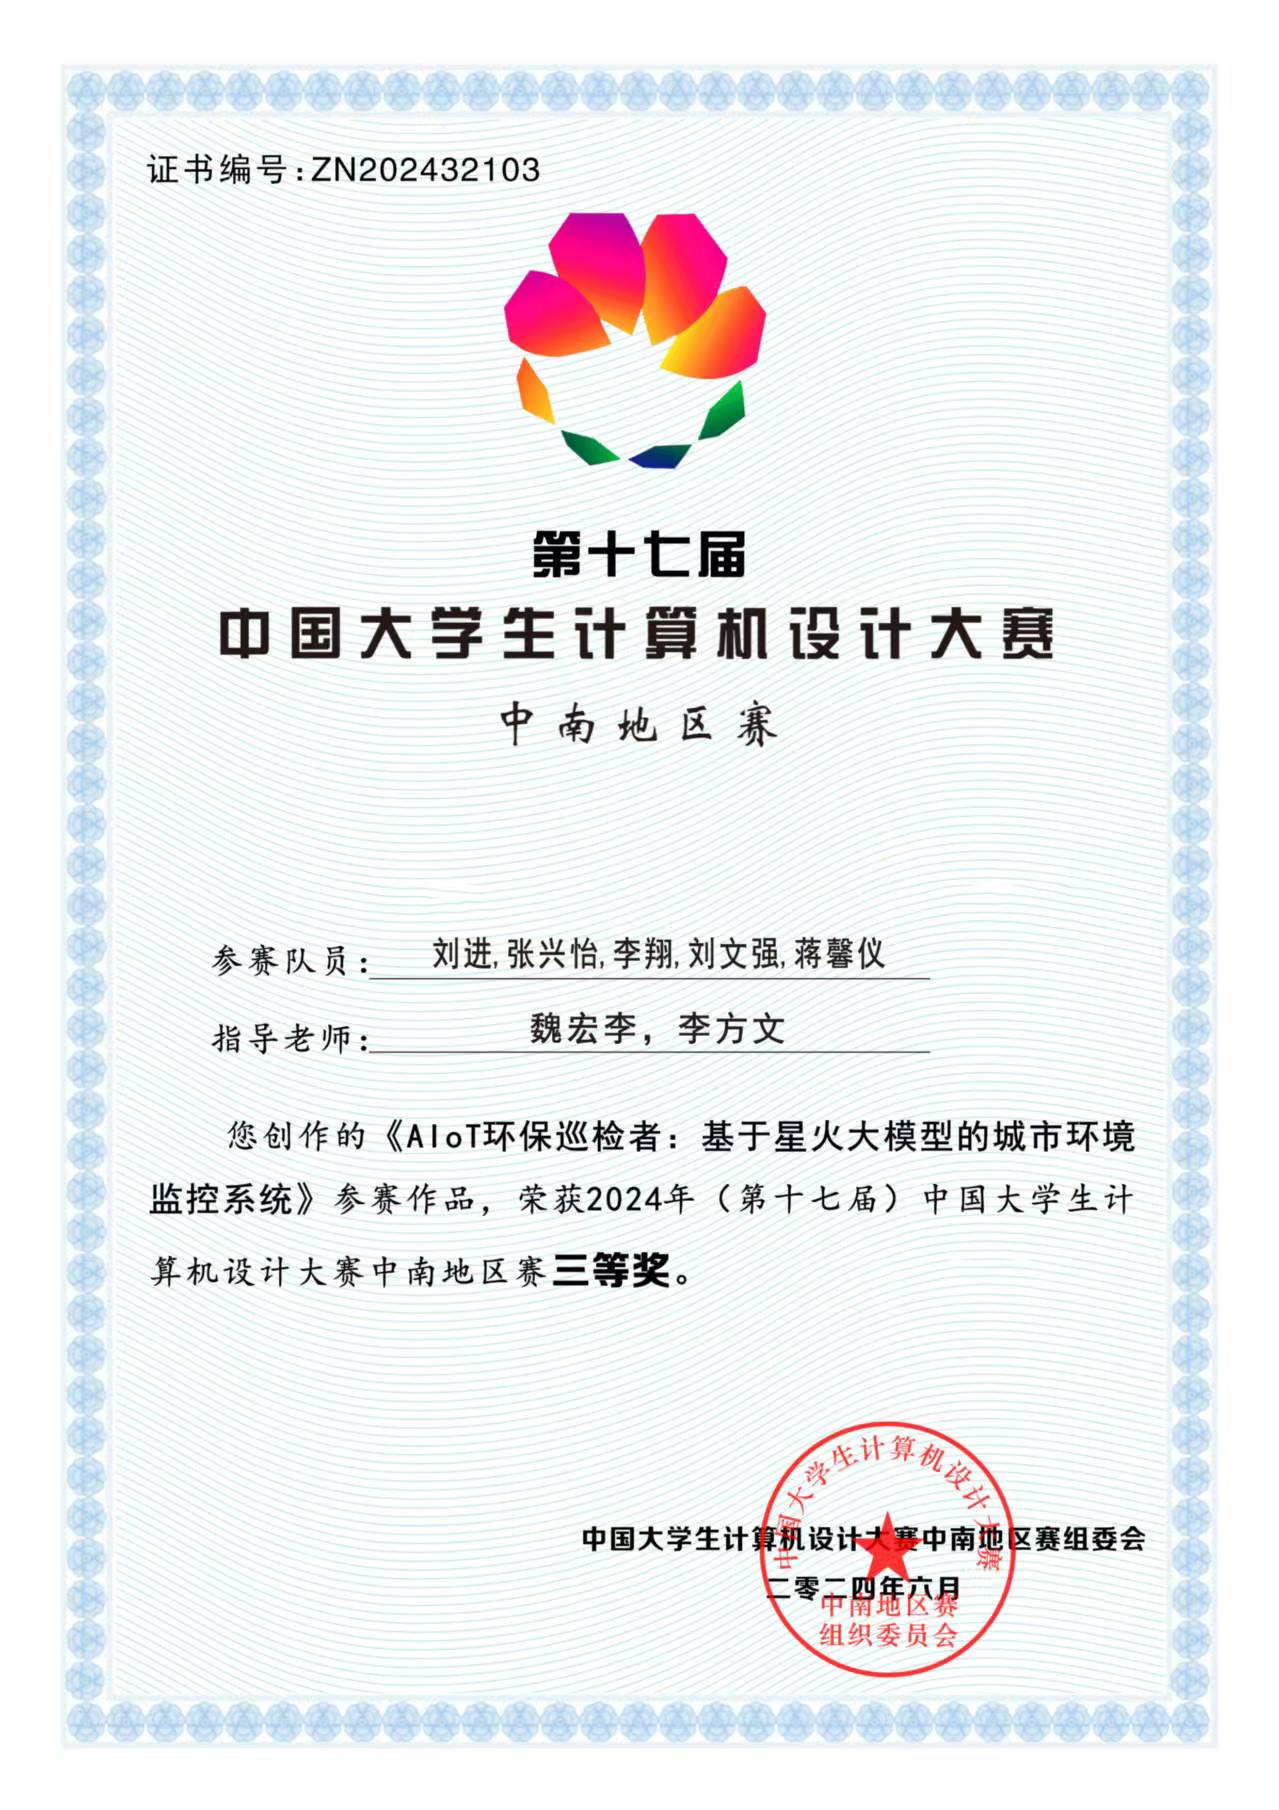 证书编号:ZN202432103
第十七届
中国大学生计算机设计大赛
中南地区赛
参赛队员: 刘进,张兴怡,李翔,刘文强,蒋馨仪
指导老师: 魏宏李，李方文
您创作的《AIoT环保巡检者：基于星火大模型的城市环境
监控系统》参赛作品，荣获2024年（第十七届）中国大学生计
算机设计大赛中南地区赛三等奖。
中国大学生计算机设计大赛
中国大学生计算机设计大赛中南地区赛组委会
二零二四年六月
中南地区赛
组织委员会